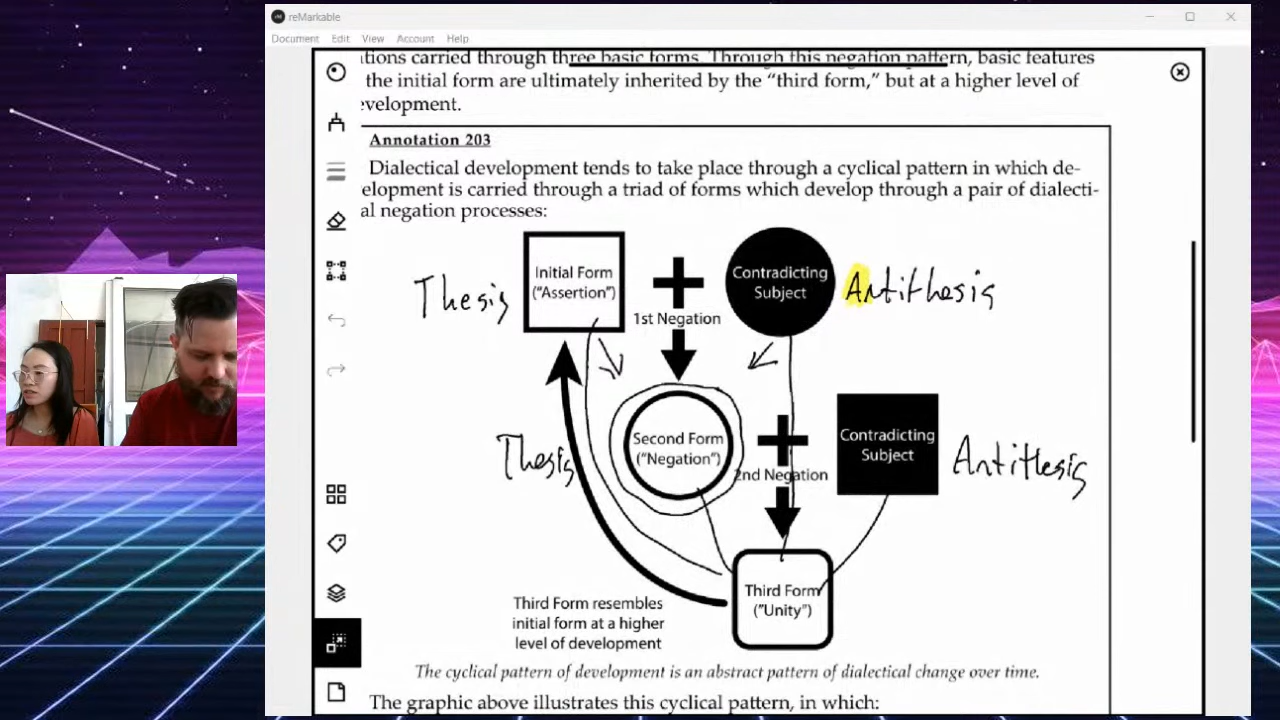 reMarkable
Document Edit View Account Help
tions carried through three basic forms. Through this negation pattern, basic features
the initial form are ultimately inherited by the “third form,” but at a higher level of
evelopment.
Annotation 203
Dialectical development tends to take place through a cyclical pattern in which de-
elopment is carried through a triad of forms which develop through a pair of dialecti-
al negation processes:
Thesis
Initial Form
(“Assertion”)
1st Negation
Contradicting
Subject
Antithesis
Thesis
Second Form
(“Negation”)
2nd Negation
Contradicting
Subject
Antithesis
Third Form
(“Unity”)
Third Form resembles
initial form at a higher
level of development
The cyclical pattern of development is an abstract pattern of dialectical change over time.
The graphic above illustrates this cyclical pattern, in which: